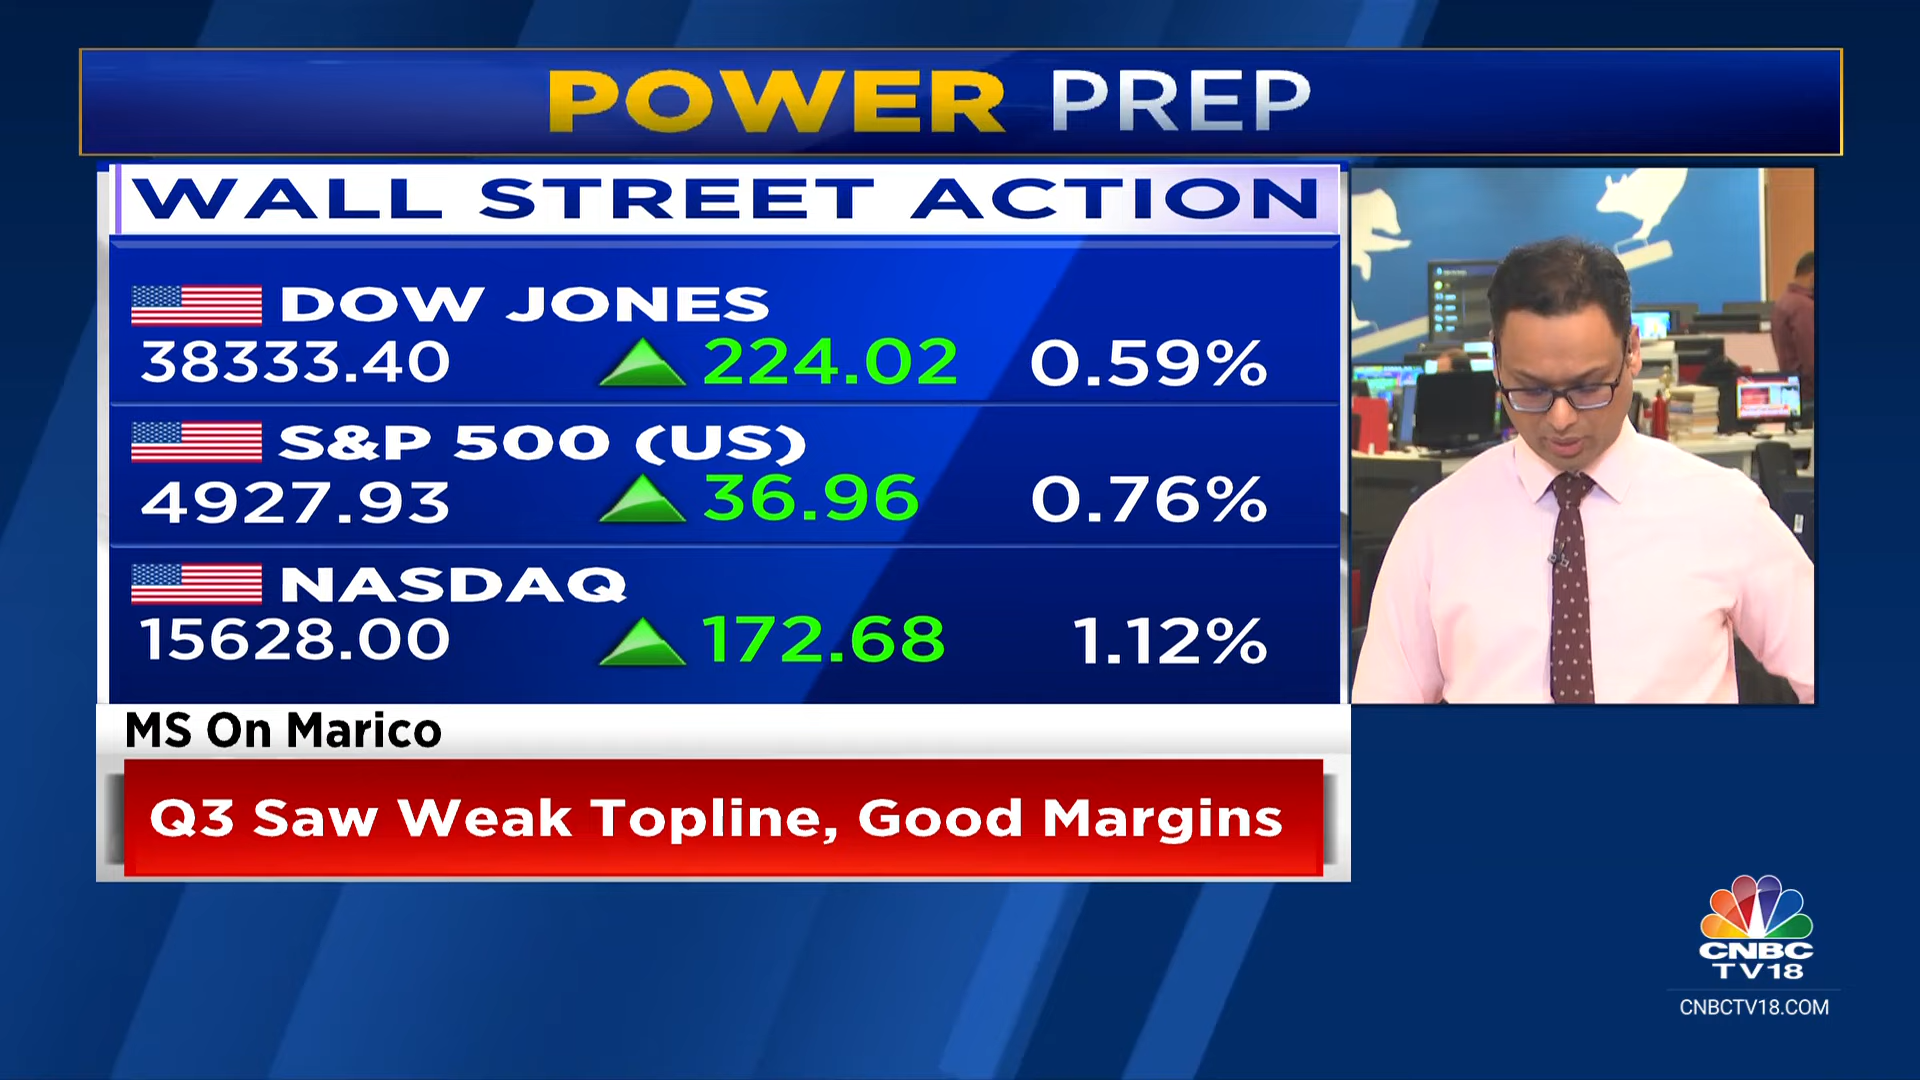 POWER PREP
WALL STREET ACTION
DOW JONES
38333.40 224.02 0.59%
S&P 500 (US)
4927.93 36.96 0.76%
NASDAQ
15628.00 172.68 1.12%
MS On Marico
Q3 Saw Weak Topline, Good Margins
CNBC
TV18
CNBCTV18.COM